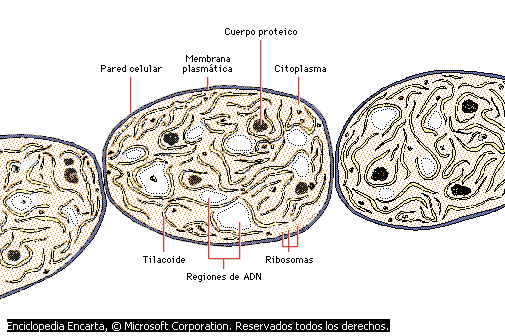 Cuerpo proteico
Membrana
plasmática
Pared celular
Citoplasma
Tilacoide
Ribosomas
Regiones de ADN
Enciclopedia Encarta, © Microsoft Corporation. Reservados todos los derechos.